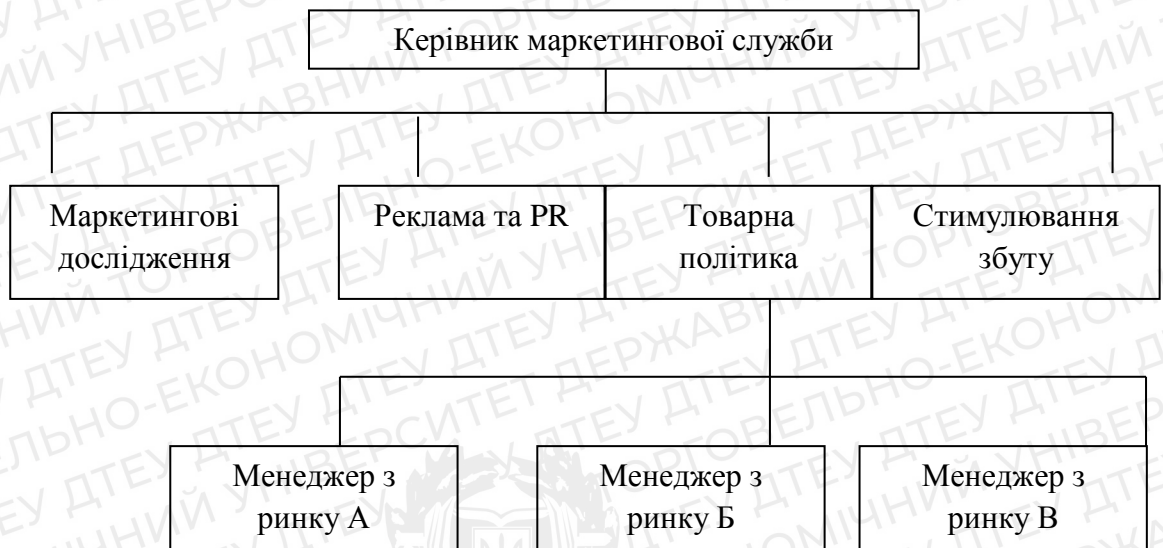 Керівник маркетингової служби
Маркетингові
дослідження
Реклама та PR
Товарна
політика
Стимулювання
збуту
Менеджер з
ринку А
Менеджер з
ринку Б
Менеджер з
ринку В